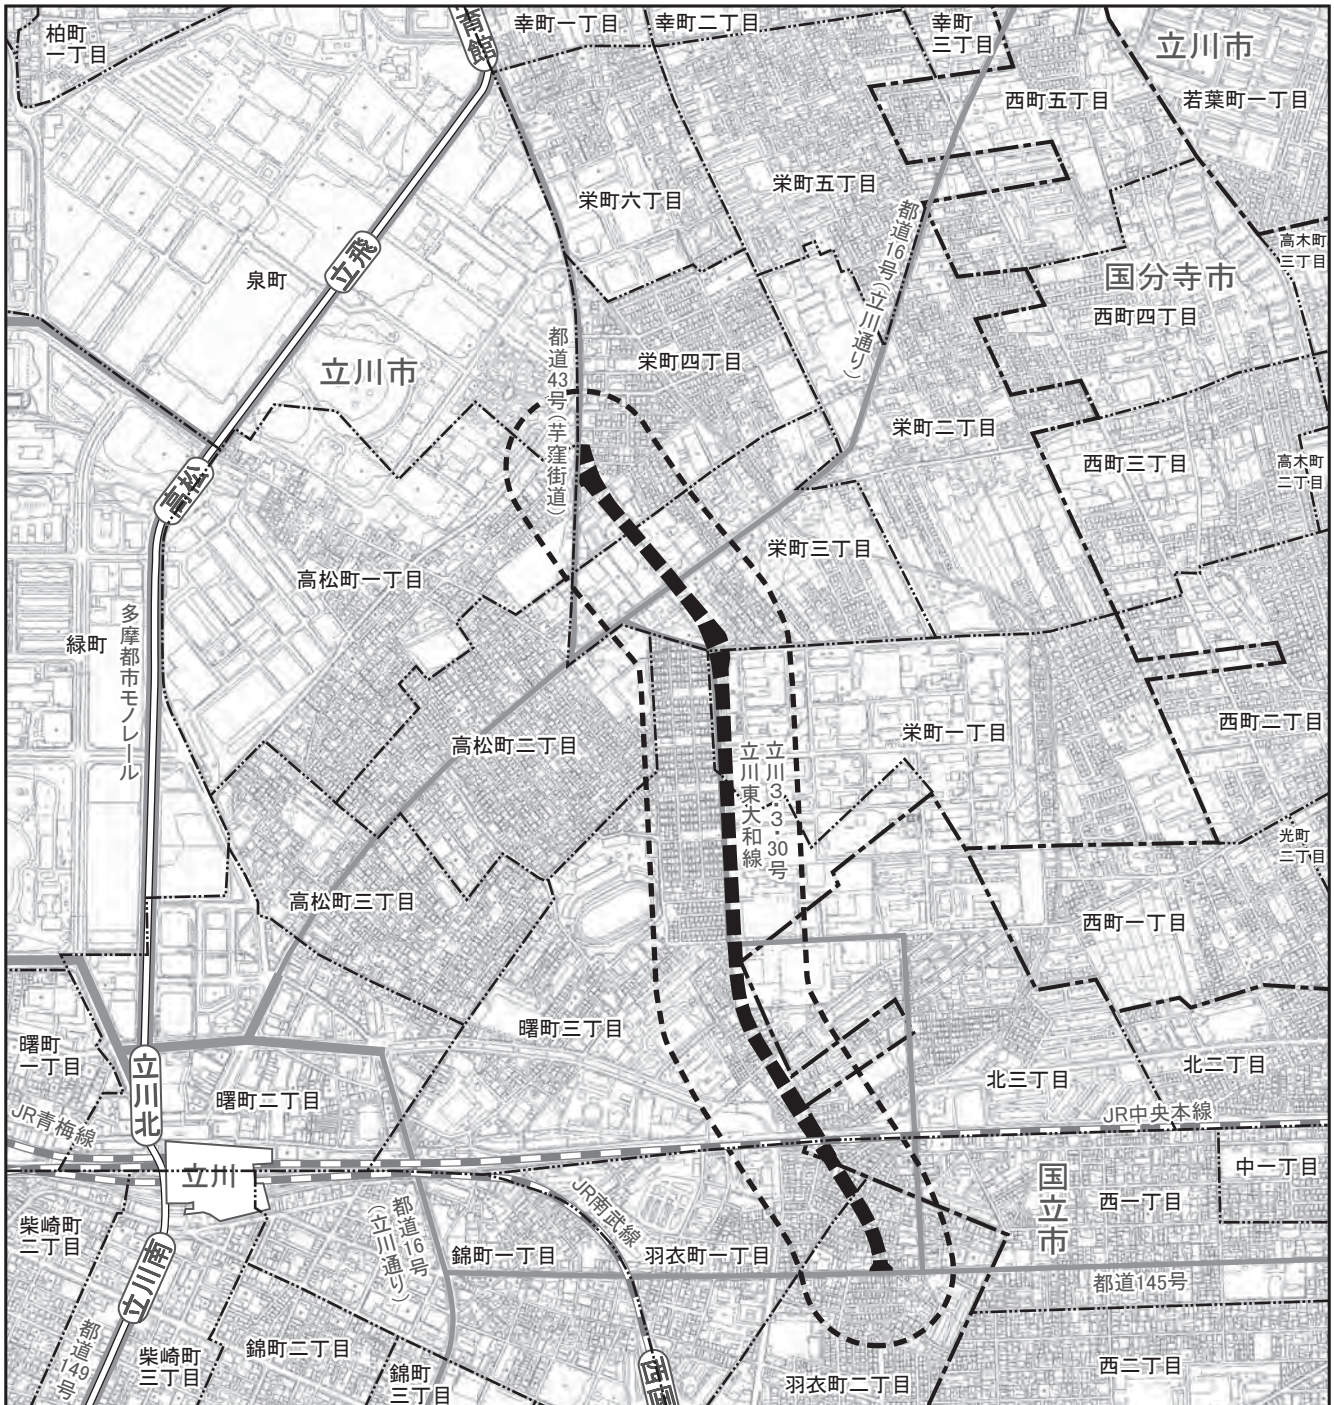 柏町
一丁目
青館
幸町一丁目
幸町二丁目
幸町
三丁目
立川市
西町五丁目
若葉町一丁目
栄町六丁目
栄町五丁目
都道16号(立川通り)
高木町
三丁目
泉町
立飛
国分寺市
西町四丁目
立川市
都道43号(芋窪街道)
栄町四丁目
栄町二丁目
西町三丁目
高木町
二丁目
高松
高松町一丁目
栄町三丁目
緑町
多摩都市モノレール
高松町二丁目
立川3・3・30号
立川東大和線
栄町一丁目
西町二丁目
光町
二丁目
高松町三丁目
西町一丁目
曙町
一丁目
曙町三丁目
北三丁目
北二丁目
立川北
曙町二丁目
JR青梅線
JR中央本線
立川
国立市
中一丁目
西一丁目
柴崎町
二丁目
立川南
都道16号
(立川通り)
JR南武線
錦町一丁目
羽衣町一丁目
都道145号
都道149号
柴崎町
三丁目
錦町二丁目
錦町
三丁目
西国
羽衣町二丁目
西二丁目